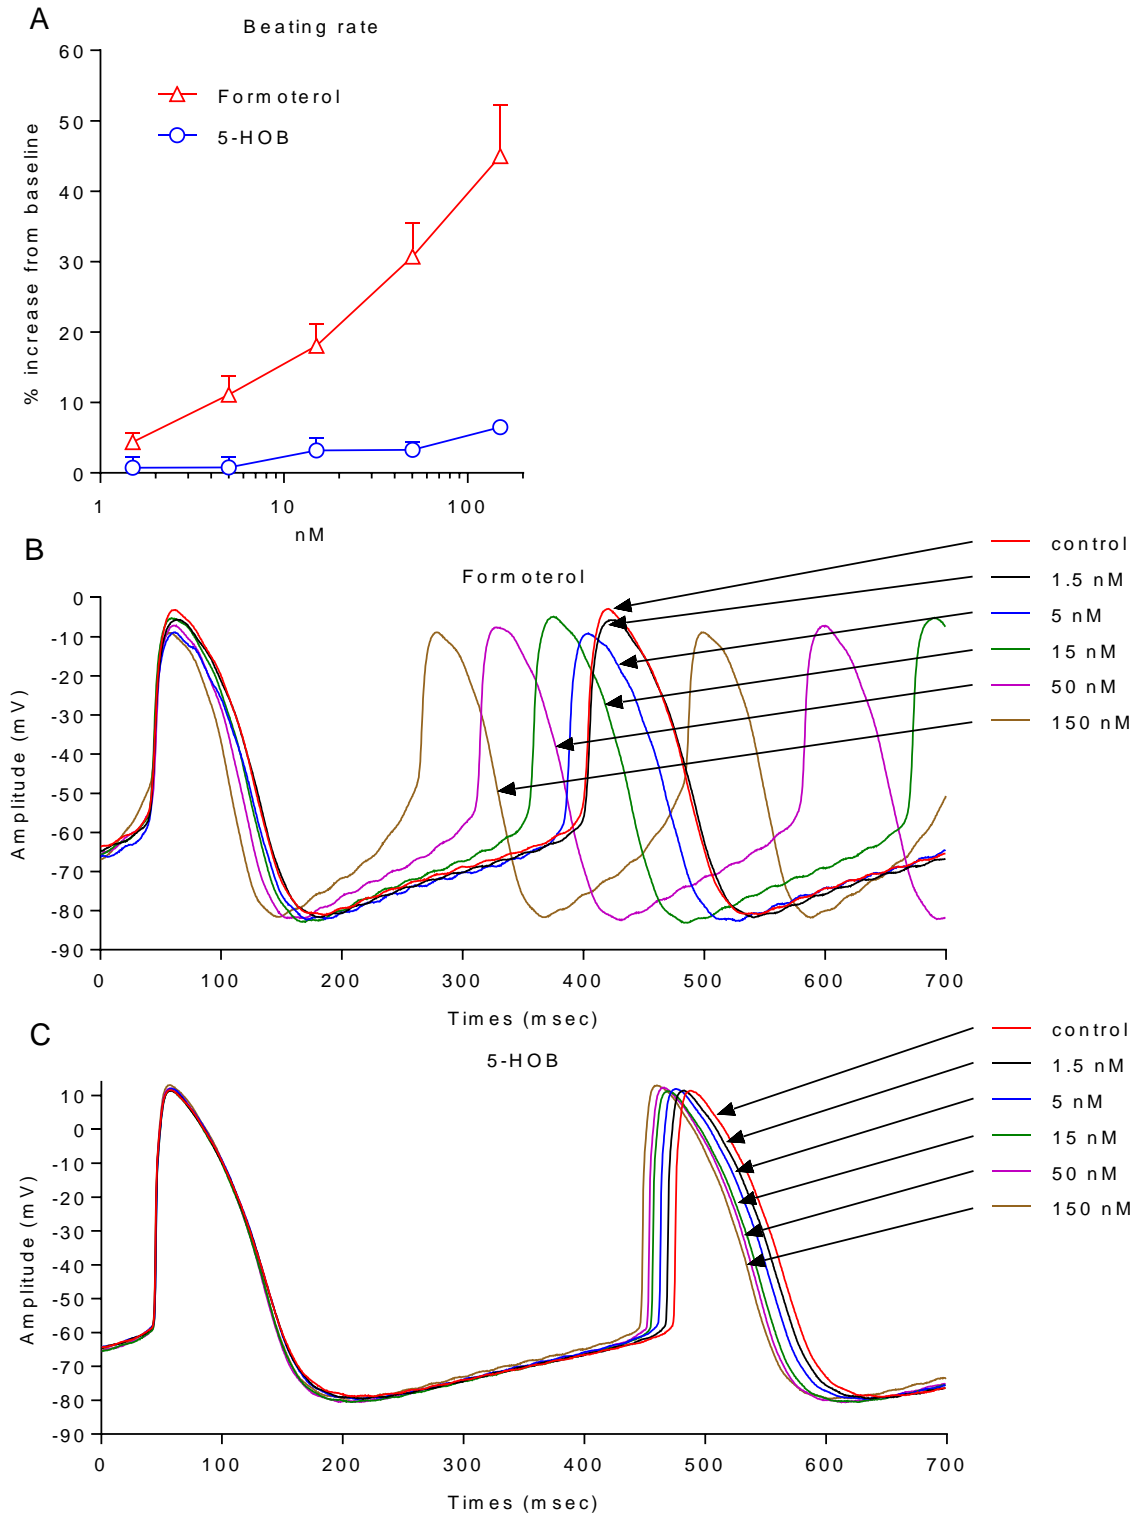 A
Beating rate
% increase from baseline
60
50
40
30
20
10
0
Formoterol
5-HOB
1
10
100
nM
B
Formoterol
Amplitude (mV)
0
-10
-20
-30
-40
-50
-60
-70
-80
-90
0
100
200
300
400
500
600
700
Times (msec)
control
1.5 nM
5 nM
15 nM
50 nM
150 nM
C
5-HOB
Amplitude (mV)
10
0
-10
-20
-30
-40
-50
-60
-70
-80
-90
0
100
200
300
400
500
600
700
Times (msec)
control
1.5 nM
5 nM
15 nM
50 nM
150 nM